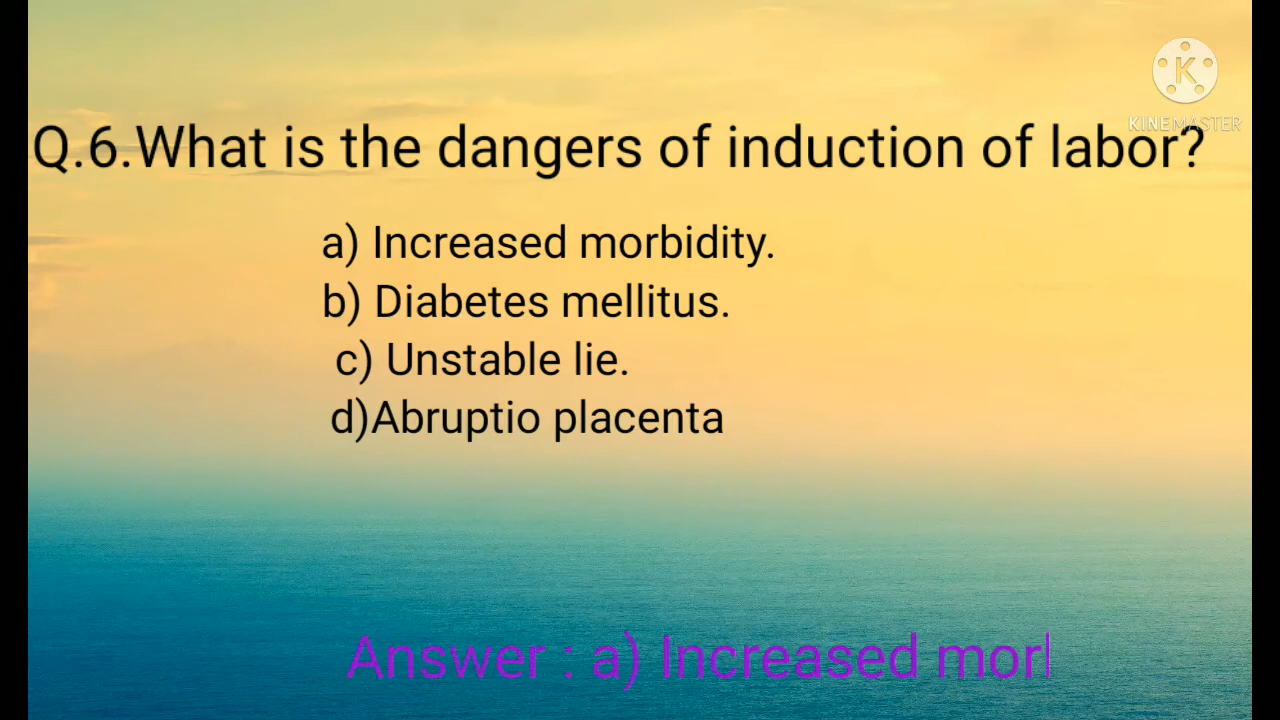 KINEMASTER
Q.6.What is the dangers of induction of labor?
a) Increased morbidity.
b) Diabetes mellitus.
c) Unstable lie.
d)Abruptio placenta
Answer : a) Increased mor